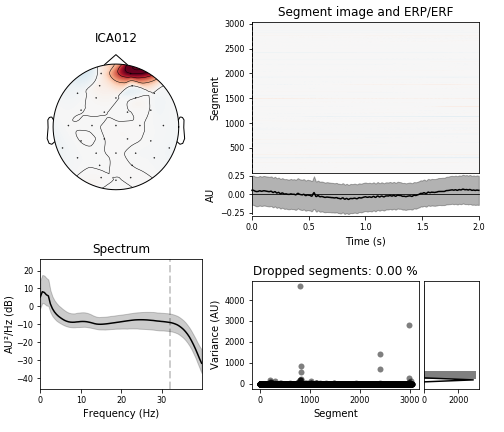 ICA012
Segment image and ERP/ERF
3000
2500
2000
1500
1000
500
Segment
0.25
0.00
−0.25
AU
0.0 0.5 1.0 1.5 2.0
Time (s)
Spectrum
20
10
0
−10
−20
−30
−40
AU²/Hz (dB)
0 10 20 30
Frequency (Hz)
Dropped segments: 0.00 %
4000
3000
2000
1000
0
Variance (AU)
0 1000 2000 3000
Segment
0 2000